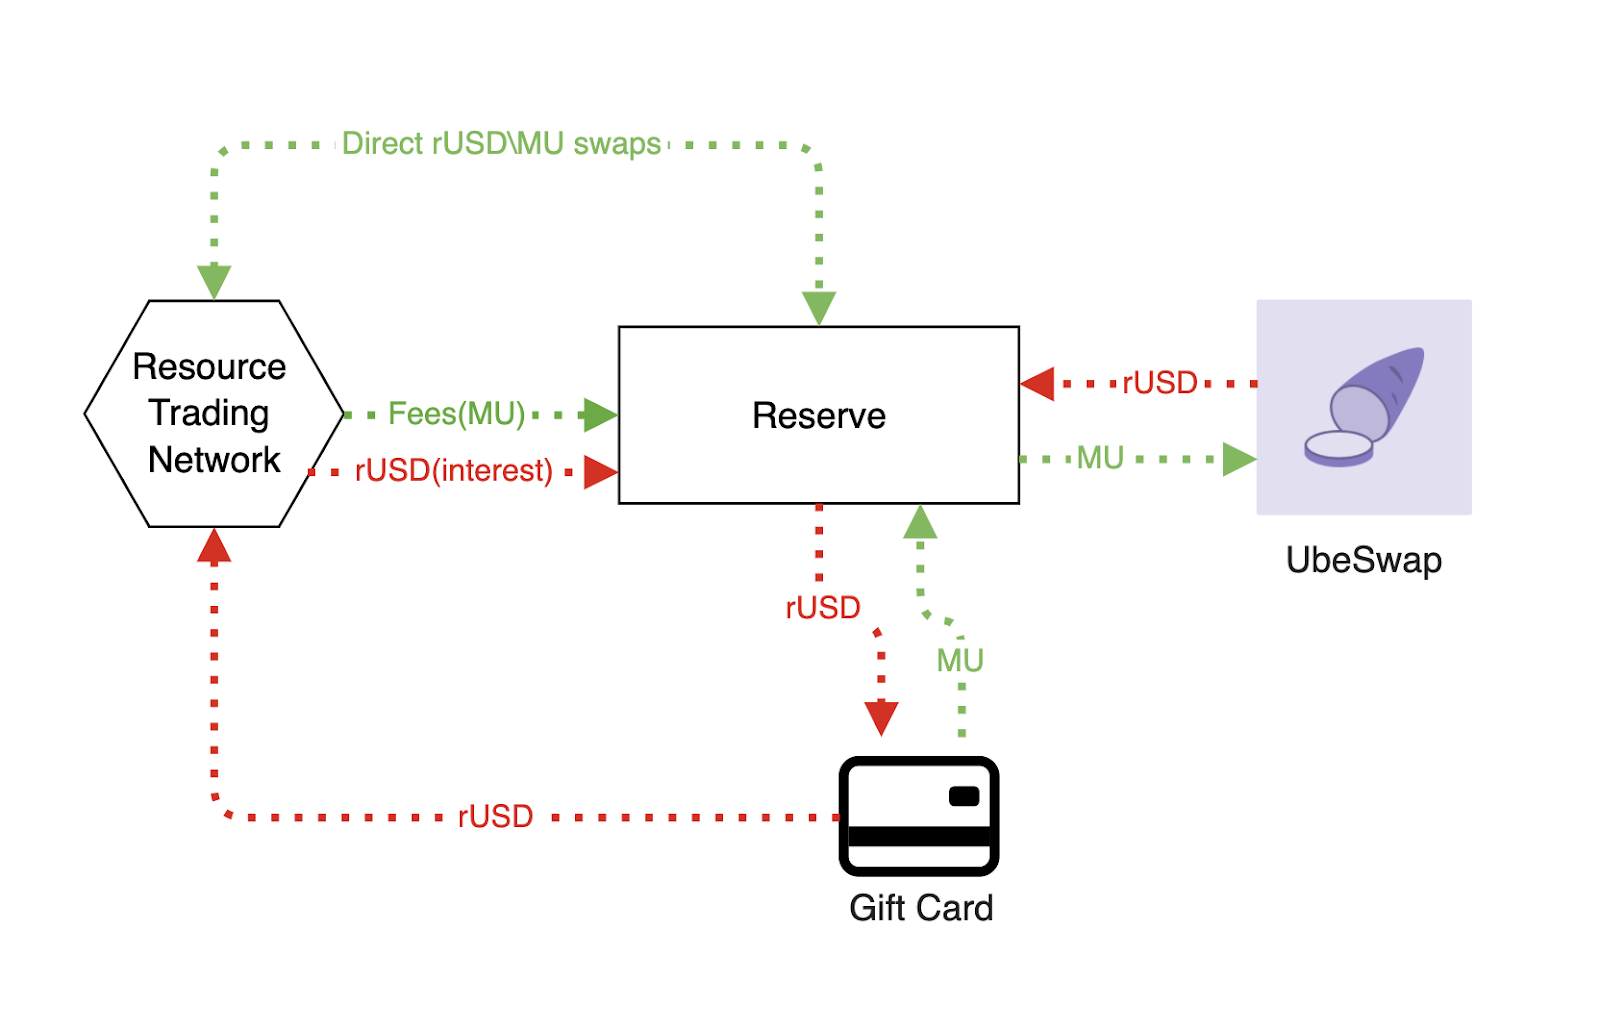 Direct rUSD\MU swaps
Resource
Trading
Network
Fees(MU)
rUSD(interest)
Reserve
rUSD
MU
UbeSwap
rUSD
MU
rUSD
Gift Card